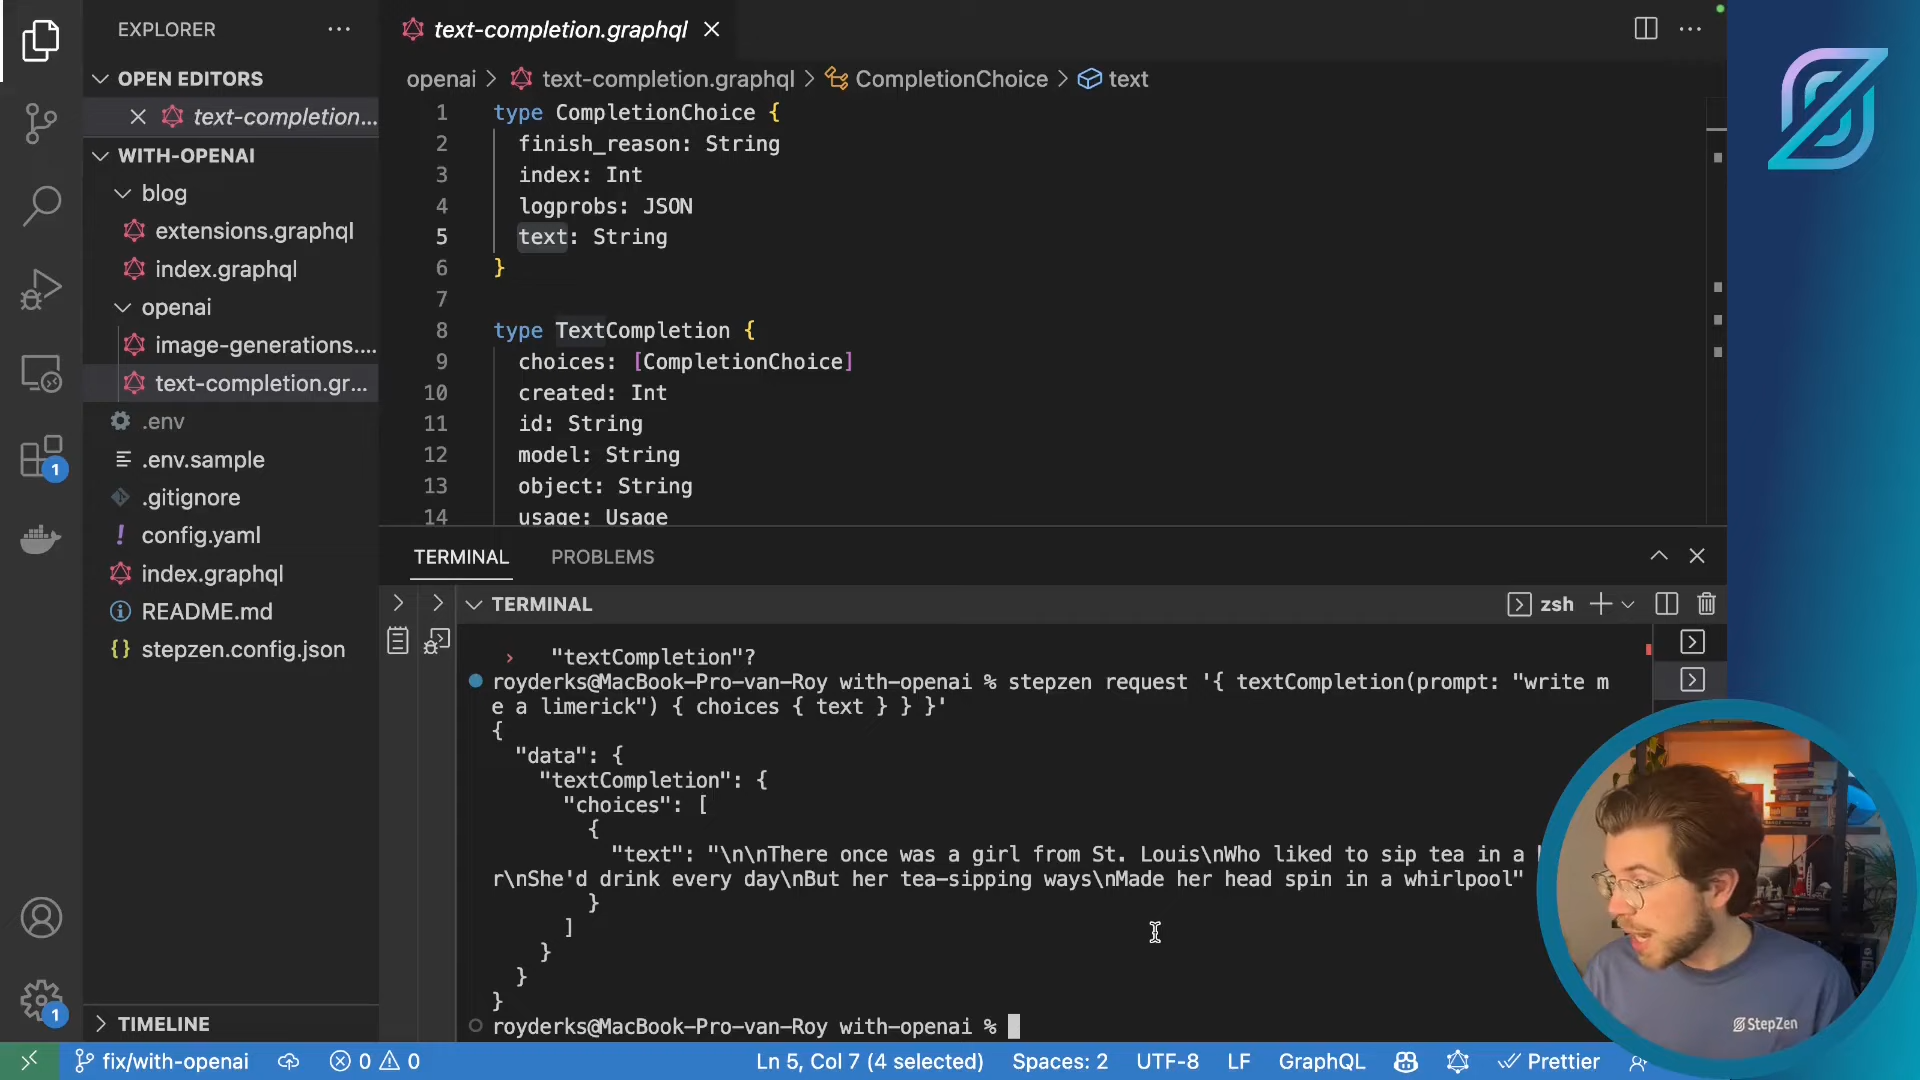 EXPLORER
OPEN EDITORS
text-completion...
WITH-OPENAI
blog
extensions.graphql
index.graphql
openai
image-generations....
text-completion.gr...
.env
.env.sample
.gitignore
config.yaml
index.graphql
README.md
stepzen.config.json
TIMELINE
1
1
text-completion.graphql
openai > text-completion.graphql > CompletionChoice > text
1 type CompletionChoice {
2 finish_reason: String
3 index: Int
4 logprobs: JSON
5 text: String
6 }
7
8 type TextCompletion {
9 choices: [CompletionChoice]
10 created: Int
11 id: String
12 model: String
13 object: String
14 usage: Usage
TERMINAL PROBLEMS
TERMINAL
zsh
› "textCompletion"?
royderks@MacBook-Pro-van-Roy with-openai % stepzen request '{ textCompletion(prompt: "write m
e a limerick") { choices { text } } }'
{
"data": {
"textCompletion": {
"choices": [
{
"text": "\n\nThere once was a girl from St. Louis\nWho liked to sip tea in a
r\nShe'd drink every day\nBut her tea-sipping ways\nMade her head spin in a whirlpool"
}
]
}
}
}
royderks@MacBook-Pro-van-Roy with-openai %
StepZen
fix/with-openai 0 0 Ln 5, Col 7 (4 selected) Spaces: 2 UTF-8 LF GraphQL Prettier